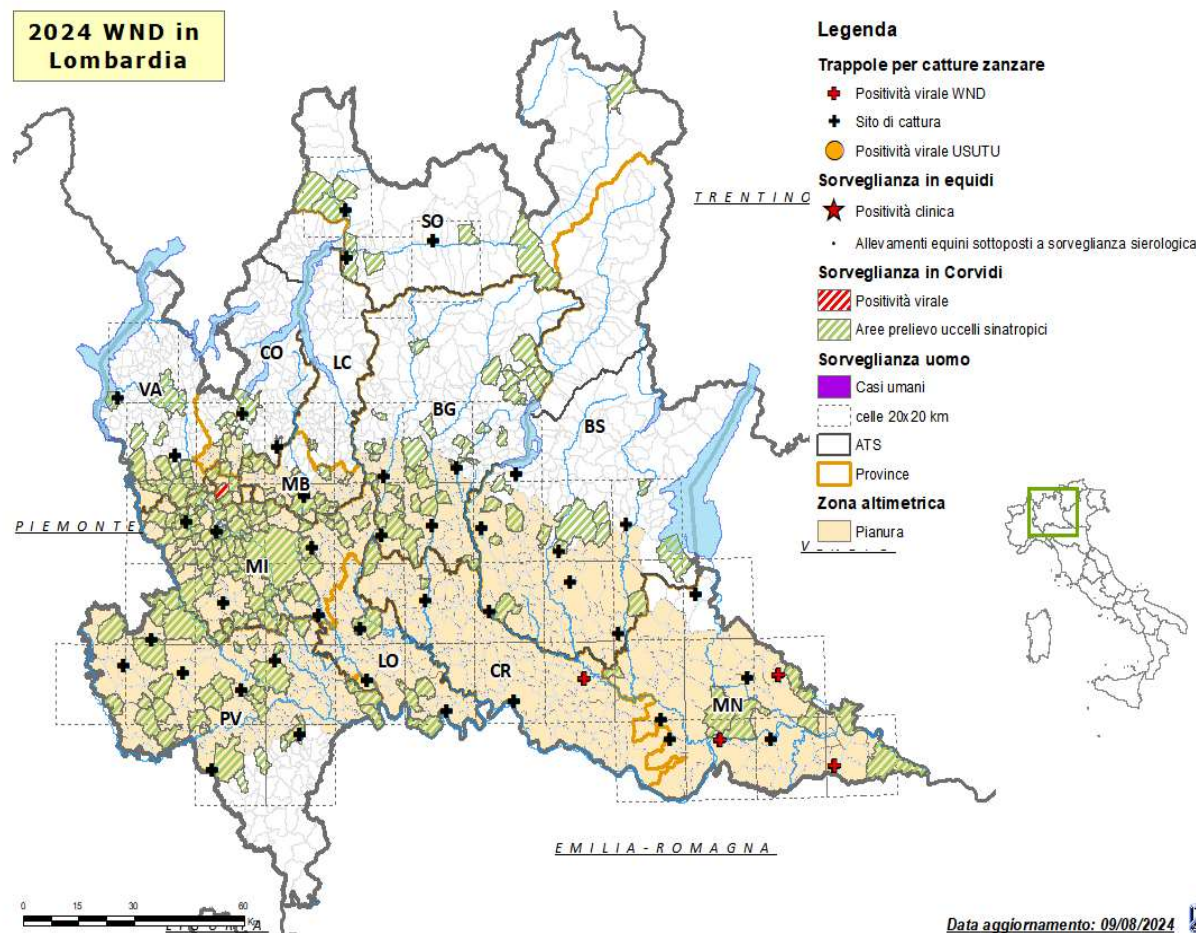 2024 WND in
Lombardia
Legenda
Trappole per catture zanzare
Positività virale WND
Sito di cattura
Positività virale USUTU
Sorveglianza in equidi
Positività clinica
Allevamenti equini sottoposti a sorveglianza sierologica
Sorveglianza in Corvidi
Positività virale
Aree prelievo uccelli sinatropici
Sorveglianza uomo
Casi umani
celle 20x20 km
ATS
Province
Zona altimetrica
Pianura
TRENTINO
SO
CO
LC
VA
BG
BS
MB
PIEMONTE
MI
LO
CR
MN
PV
EMILIA-ROMAGNA
0 15 30 60
Km
Data aggiornamento: 09/08/2024